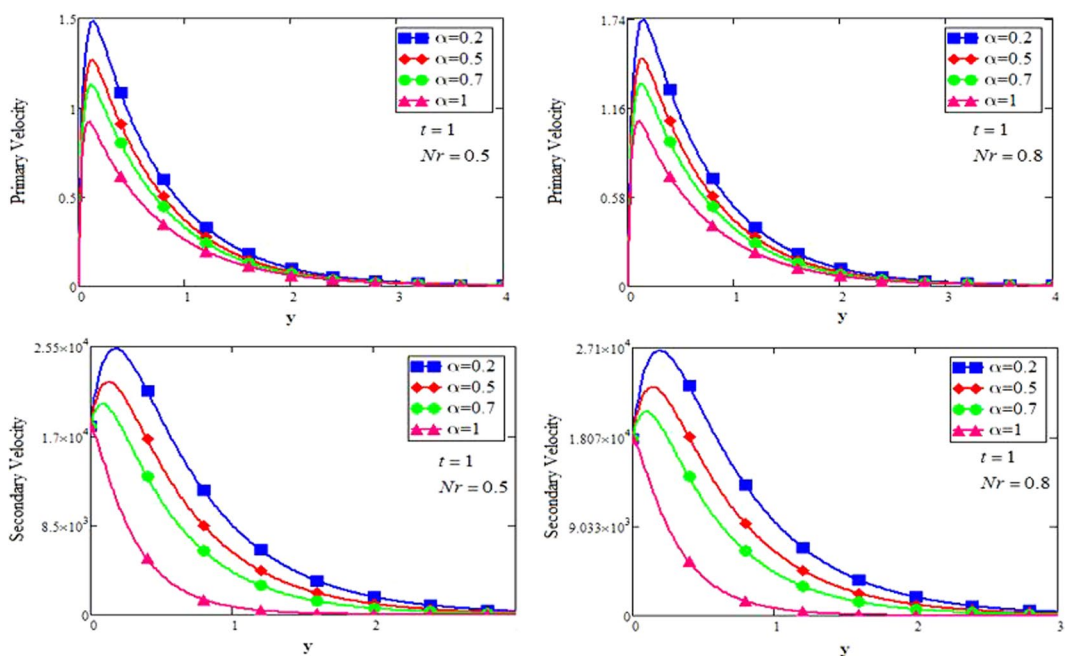 1.5
1
0.5
0
Primary Velocity
α=0.2
α=0.5
α=0.7
α=1
t = 1
Nr = 0.5
0 1 2 3 4
y
1.74
1.16
0.58
0
Primary Velocity
α=0.2
α=0.5
α=0.7
α=1
t = 1
Nr = 0.8
0 1 2 3 4
y
2.55×10⁴
1.7×10⁴
8.5×10³
0
Secondary Velocity
α=0.2
α=0.5
α=0.7
α=1
t = 1
Nr = 0.5
0 1 2
y
2.71×10⁴
1.807×10⁴
9.033×10³
0
Secondary Velocity
α=0.2
α=0.5
α=0.7
α=1
t = 1
Nr = 0.8
0 1 2 3
y